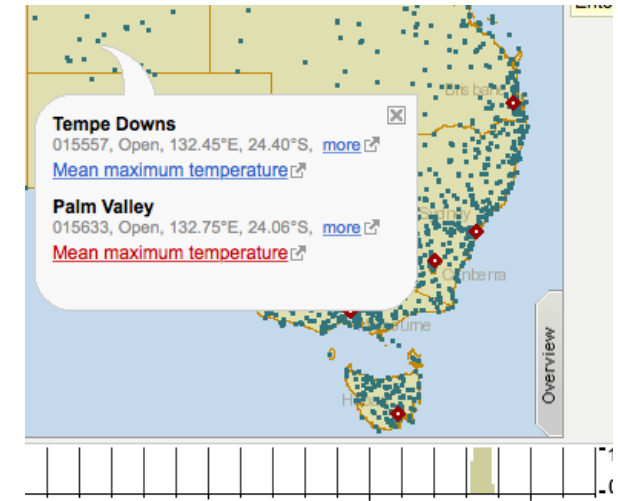 Brisbane
Tempe Downs
015557, Open, 132.45°E, 24.40°S, more
Mean maximum temperature
Palm Valley
015633, Open, 132.75°E, 24.06°S, more
Mean maximum temperature
Sydney
Canberra
Overview